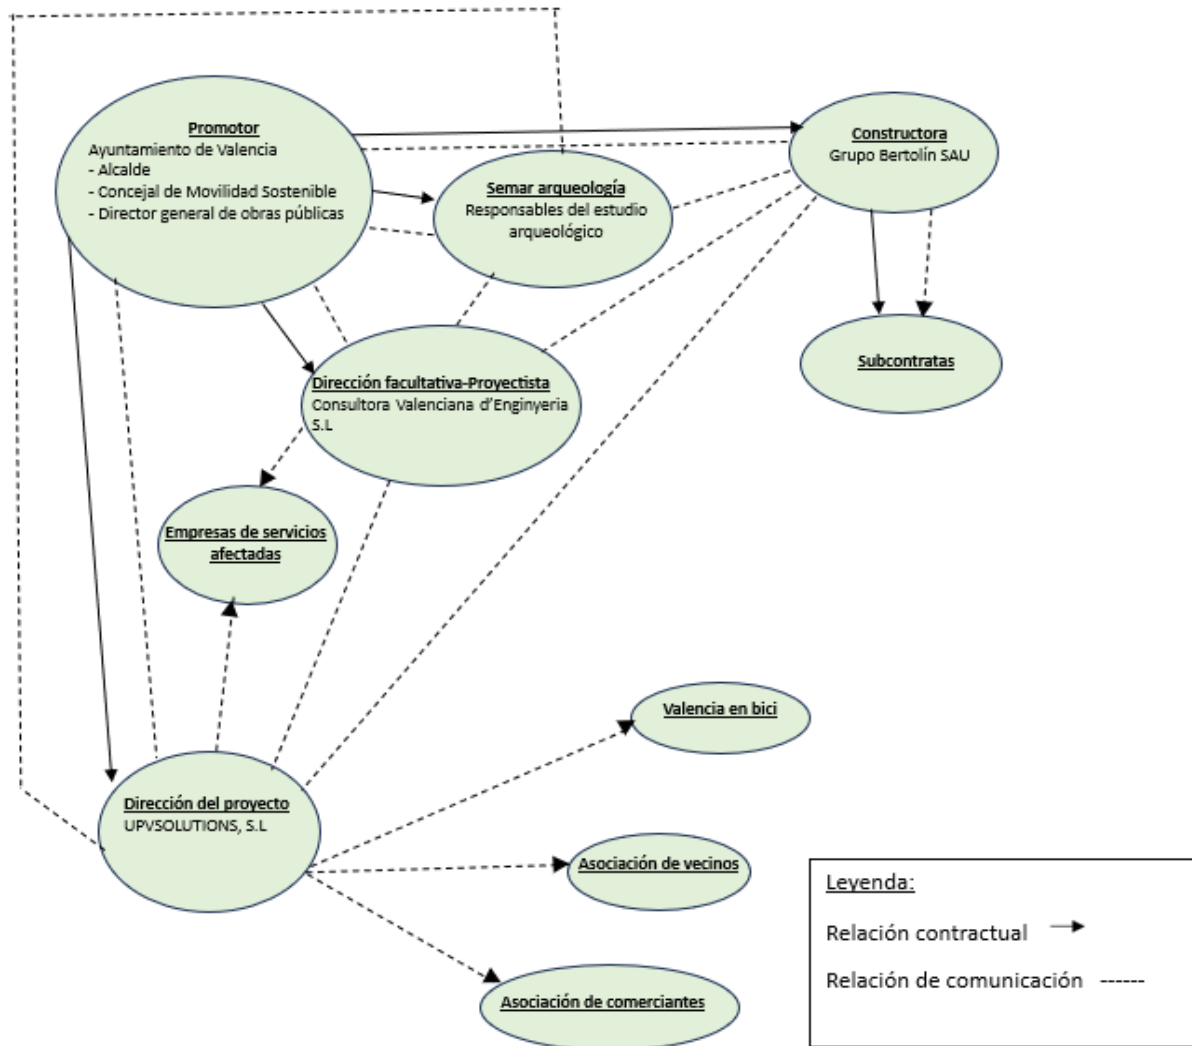 Promotor
Ayuntamiento de Valencia
- Alcalde
- Concejal de Movilidad Sostenible
- Director general de obras públicas
Constructora
Grupo Bertolín SAU
Semar arqueología
Responsables del estudio
arqueológico
Subcontratas
Dirección facultativa-Proyectista
Consultora Valenciana d'Enginyeria
S.L
Empresas de servicios
afectadas
Valencia en bici
Dirección del proyecto
UPVSOLUTIONS, S.L
Asociación de vecinos
Asociación de comerciantes
Leyenda:
Relación contractual
Relación de comunicación ------